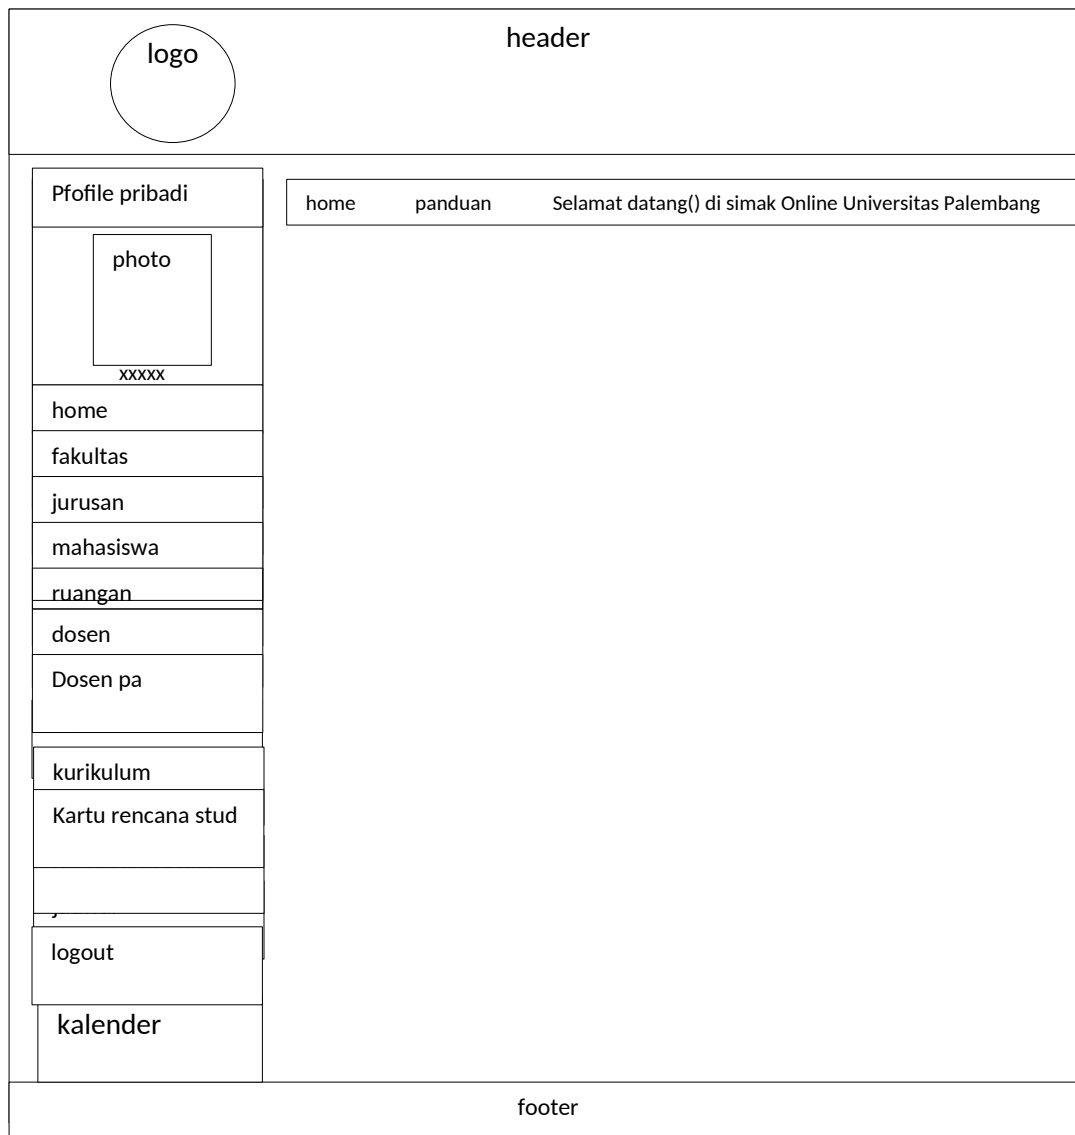 header
logo
Pfofile pribadi
home panduan Selamat datang() di simak Online Universitas Palembang
photo
xxxxx
home
fakultas
jurusan
mahasiswa
ruangan
dosen
Dosen pa
kurikulum
Kartu rencana stud
logout
kalender
footer